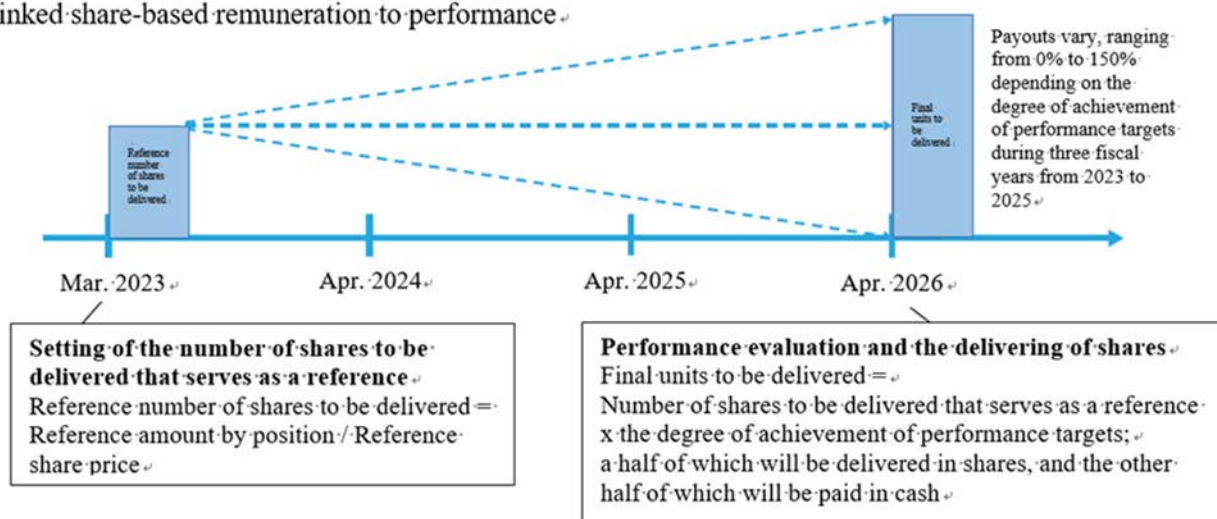 inked share-based remuneration to performance
Payouts vary, ranging
from 0% to 150%
depending on the
degree of achievement
of performance targets
during three fiscal
years from 2023 to
2025
Reference
number
of shares
to be
delivered
Final
units to
be
delivered
Mar. 2023
Apr. 2024
Apr. 2025
Apr. 2026
Setting of the number of shares to be
delivered that serves as a reference
Reference number of shares to be delivered =
Reference amount by position / Reference
share price
Performance evaluation and the delivering of shares
Final units to be delivered =
Number of shares to be delivered that serves as a reference
x the degree of achievement of performance targets;
a half of which will be delivered in shares, and the other
half of which will be paid in cash